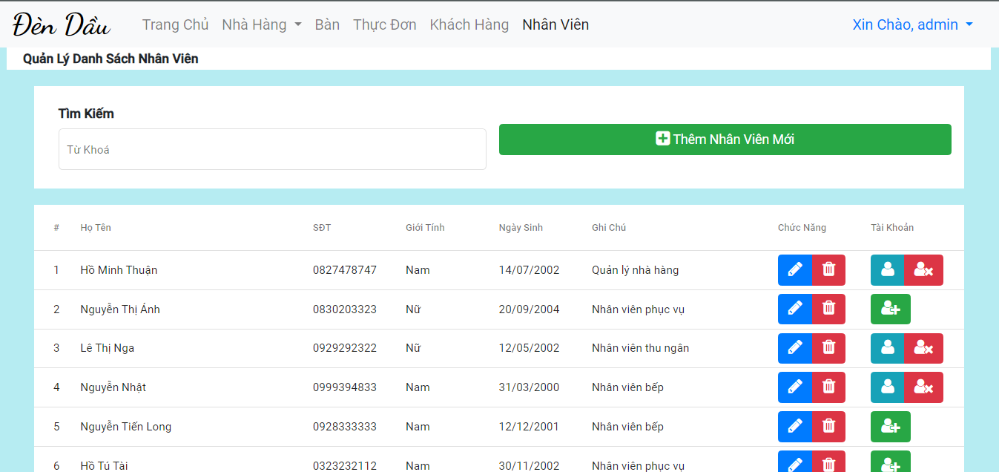 Đèn Dầu Trang Chủ Nhà Hàng Bàn Thực Đơn Khách Hàng Nhân Viên Xin Chào, admin
Quản Lý Danh Sách Nhân Viên
Tìm Kiếm
Từ Khoá
Thêm Nhân Viên Mới
# Họ Tên SĐT Giới Tính Ngày Sinh Ghi Chú Chức Năng Tài Khoản
1 Hồ Minh Thuận 0827478747 Nam 14/07/2002 Quản lý nhà hàng
2 Nguyễn Thị Ánh 0830203323 Nữ 20/09/2004 Nhân viên phục vụ
3 Lê Thị Nga 0929292322 Nữ 12/05/2002 Nhân viên thu ngân
4 Nguyễn Nhật 0999394833 Nam 31/03/2000 Nhân viên bếp
5 Nguyễn Tiến Long 0928333333 Nam 12/12/2001 Nhân viên bếp
6 Hồ Tú Tài 0323232112 Nam 30/11/2002 Nhân viên phục vụ